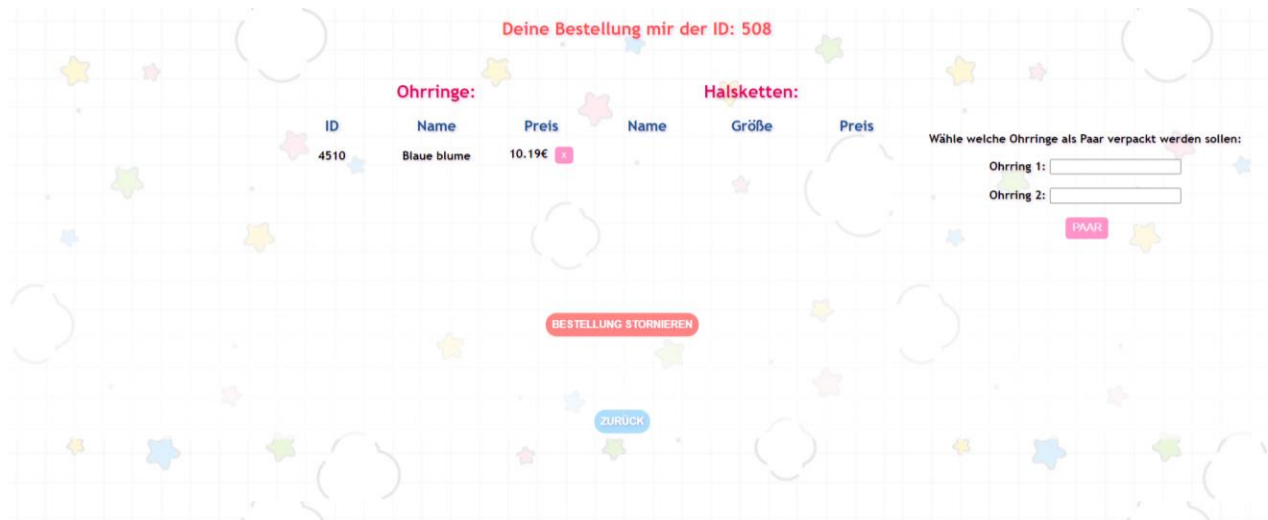 Deine Bestellung mir der ID: 508
Ohrringe:
Halsketten:
ID Name Preis Name Größe Preis
4510 Blaue blume 10.19€ x
Wähle welche Ohrringe als Paar verpackt werden sollen:
Ohrring 1:
Ohrring 2:
PAAR
BESTELLUNG STORNIEREN
ZURÜCK